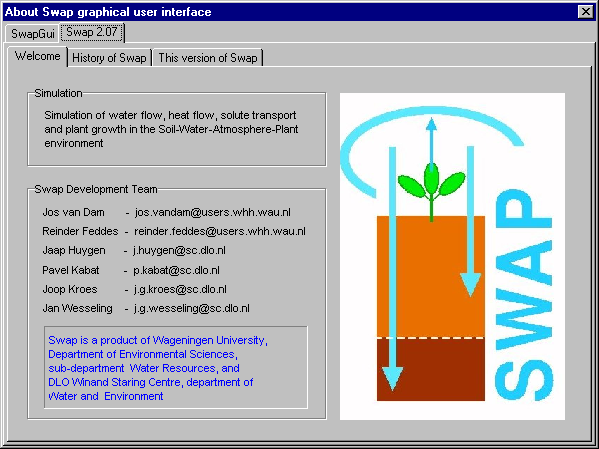 About Swap graphical user interface
SwapGui
Swap 2.07
Welcome
History of Swap
This version of Swap
Simulation
Simulation of water flow, heat flow, solute transport
and plant growth in the Soil-Water-Atmosphere-Plant
environment
Swap Development Team
Jos van Dam - jos.vandam@users.whh.wau.nl
Reinder Feddes - reinder.feddes@users.whh.wau.nl
Jaap Huygen - j.huygen@sc.dlo.nl
Pavel Kabat - p.kabat@sc.dlo.nl
Joop Kroes - j.g.kroes@sc.dlo.nl
Jan Wesseling - j.g.wesseling@sc.dlo.nl
Swap is a product of Wageningen University,
Department of Environmental Sciences,
sub-department Water Resources, and
DLO Winand Staring Centre, department of
Water and Environment
SWAP